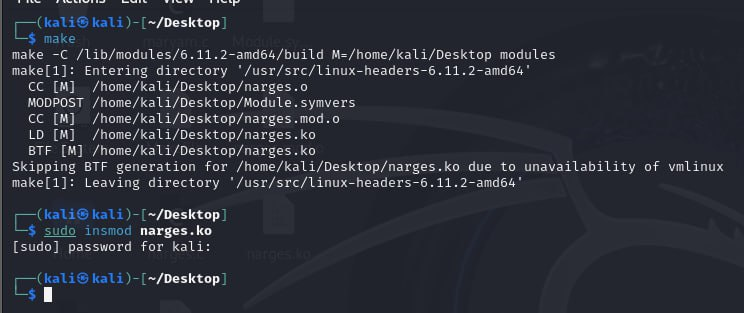 File Actions Edit View Help
┌──(kali㉿kali)-[~/Desktop]
└─$ make
make -C /lib/modules/6.11.2-amd64/build M=/home/kali/Desktop modules
make[1]: Entering directory '/usr/src/linux-headers-6.11.2-amd64'
  CC [M]  /home/kali/Desktop/narges.o
  MODPOST /home/kali/Desktop/Module.symvers
  CC [M]  /home/kali/Desktop/narges.mod.o
  LD [M]  /home/kali/Desktop/narges.ko
  BTF [M] /home/kali/Desktop/narges.ko
Skipping BTF generation for /home/kali/Desktop/narges.ko due to unavailability of vmlinux
make[1]: Leaving directory '/usr/src/linux-headers-6.11.2-amd64'
┌──(kali㉿kali)-[~/Desktop]
└─$ sudo insmod narges.ko
[sudo] password for kali:
Home narges.c narges.ko
┌──(kali㉿kali)-[~/Desktop]
└─$